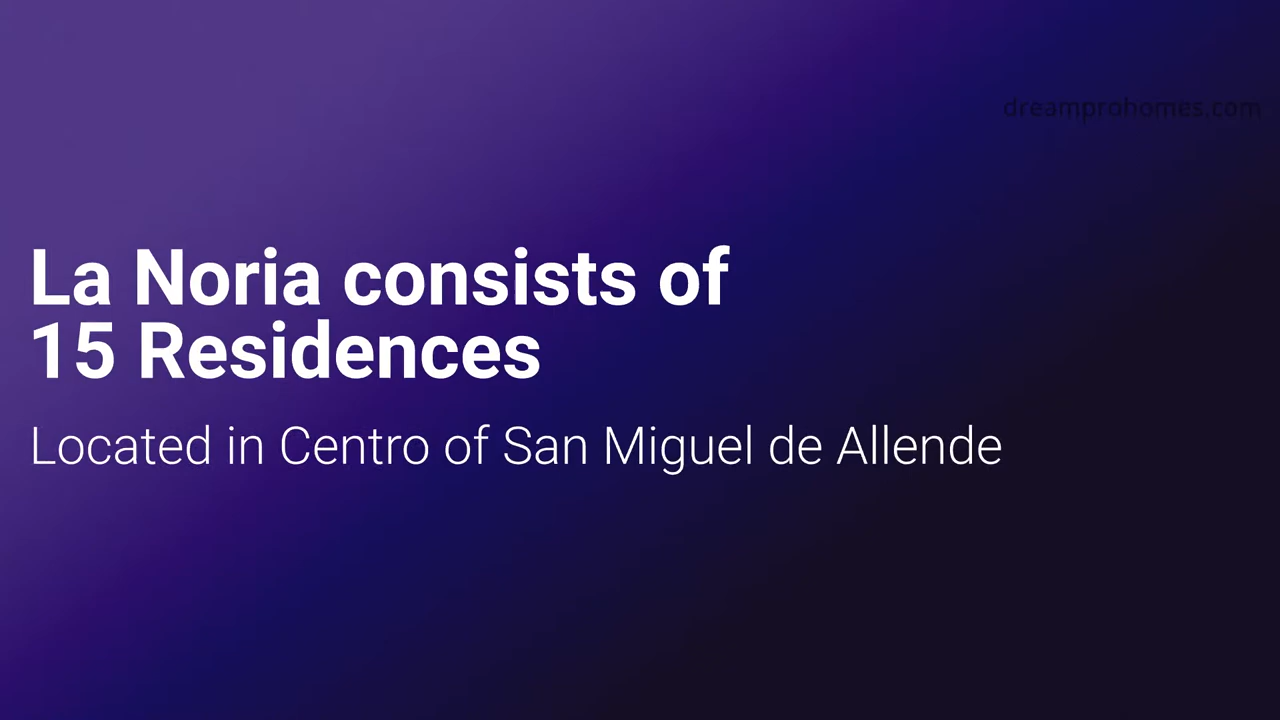 dreamprohomes.com
La Noria consists of
15 Residences
Located in Centro of San Miguel de Allende